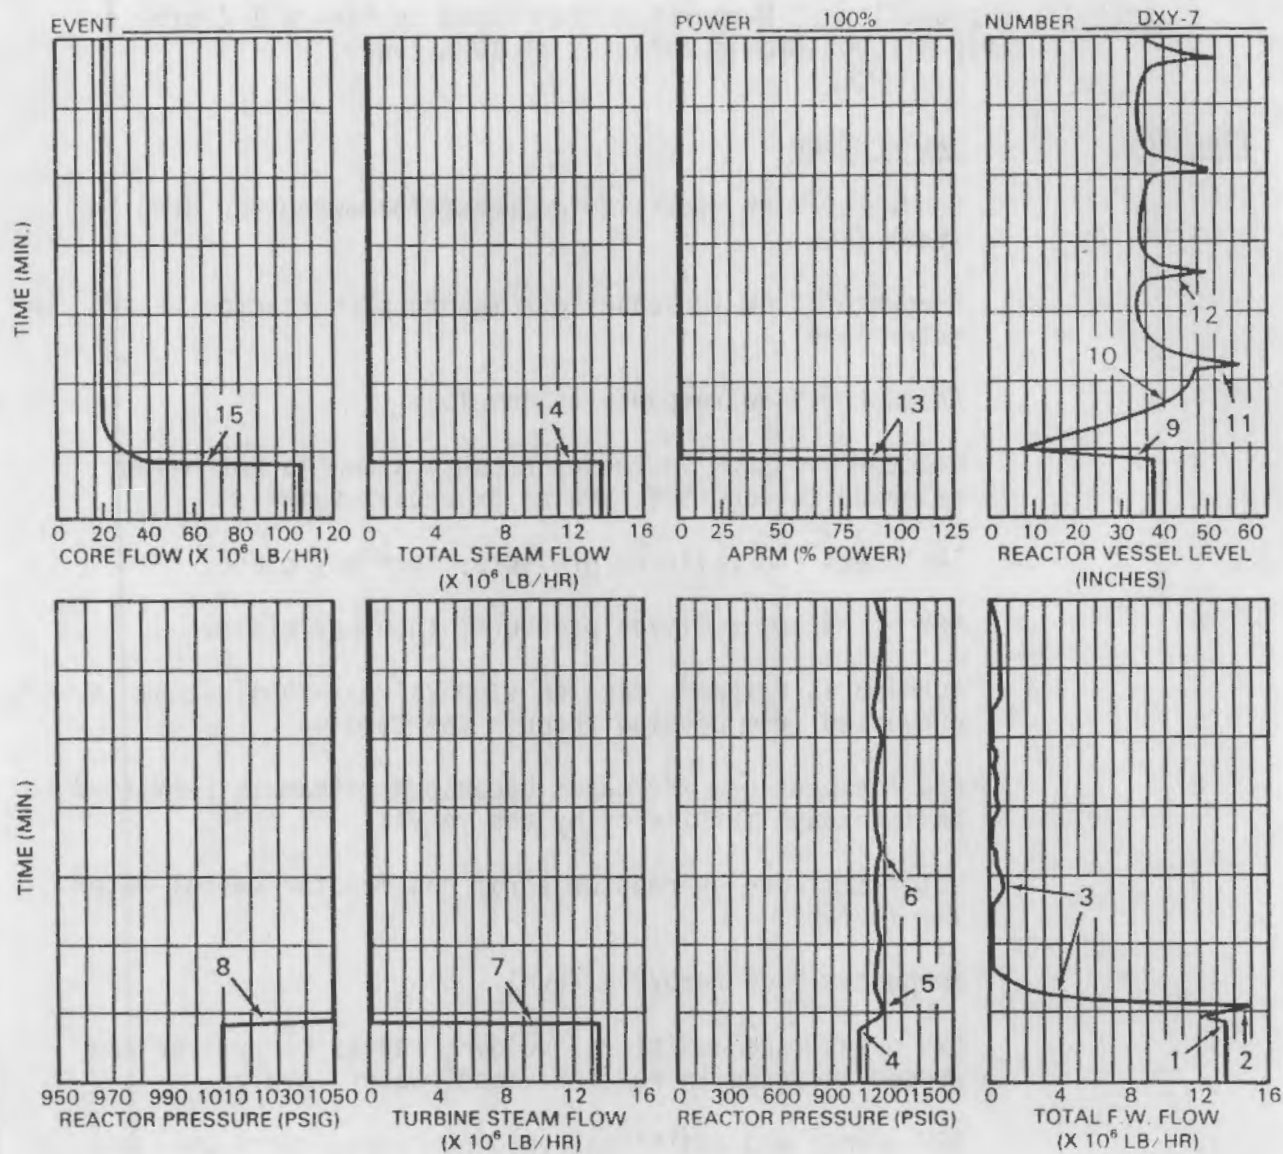 EVENT
POWER 100%
NUMBER DXY-7
TIME (MIN.)
15
14
13
10
12
9
11
0 20 40 60 80 100 120
0 4 8 12 16
0 25 50 75 100 125
0 10 20 30 40 50 60
CORE FLOW (X 10⁶ LB/HR)
TOTAL STEAM FLOW
(X 10⁶ LB/HR)
APRM (% POWER)
REACTOR VESSEL LEVEL
(INCHES)
TIME (MIN.)
8
7
6
5
4
3
1
2
950 970 990 1010 1030 1050
0 4 8 12 16
0 300 600 900 1200 1500
0 4 8 12 16
REACTOR PRESSURE (PSIG)
TURBINE STEAM FLOW
(X 10⁶ LB/HR)
REACTOR PRESSURE (PSIG)
TOTAL F.W. FLOW
(X 10⁶ LB/HR)